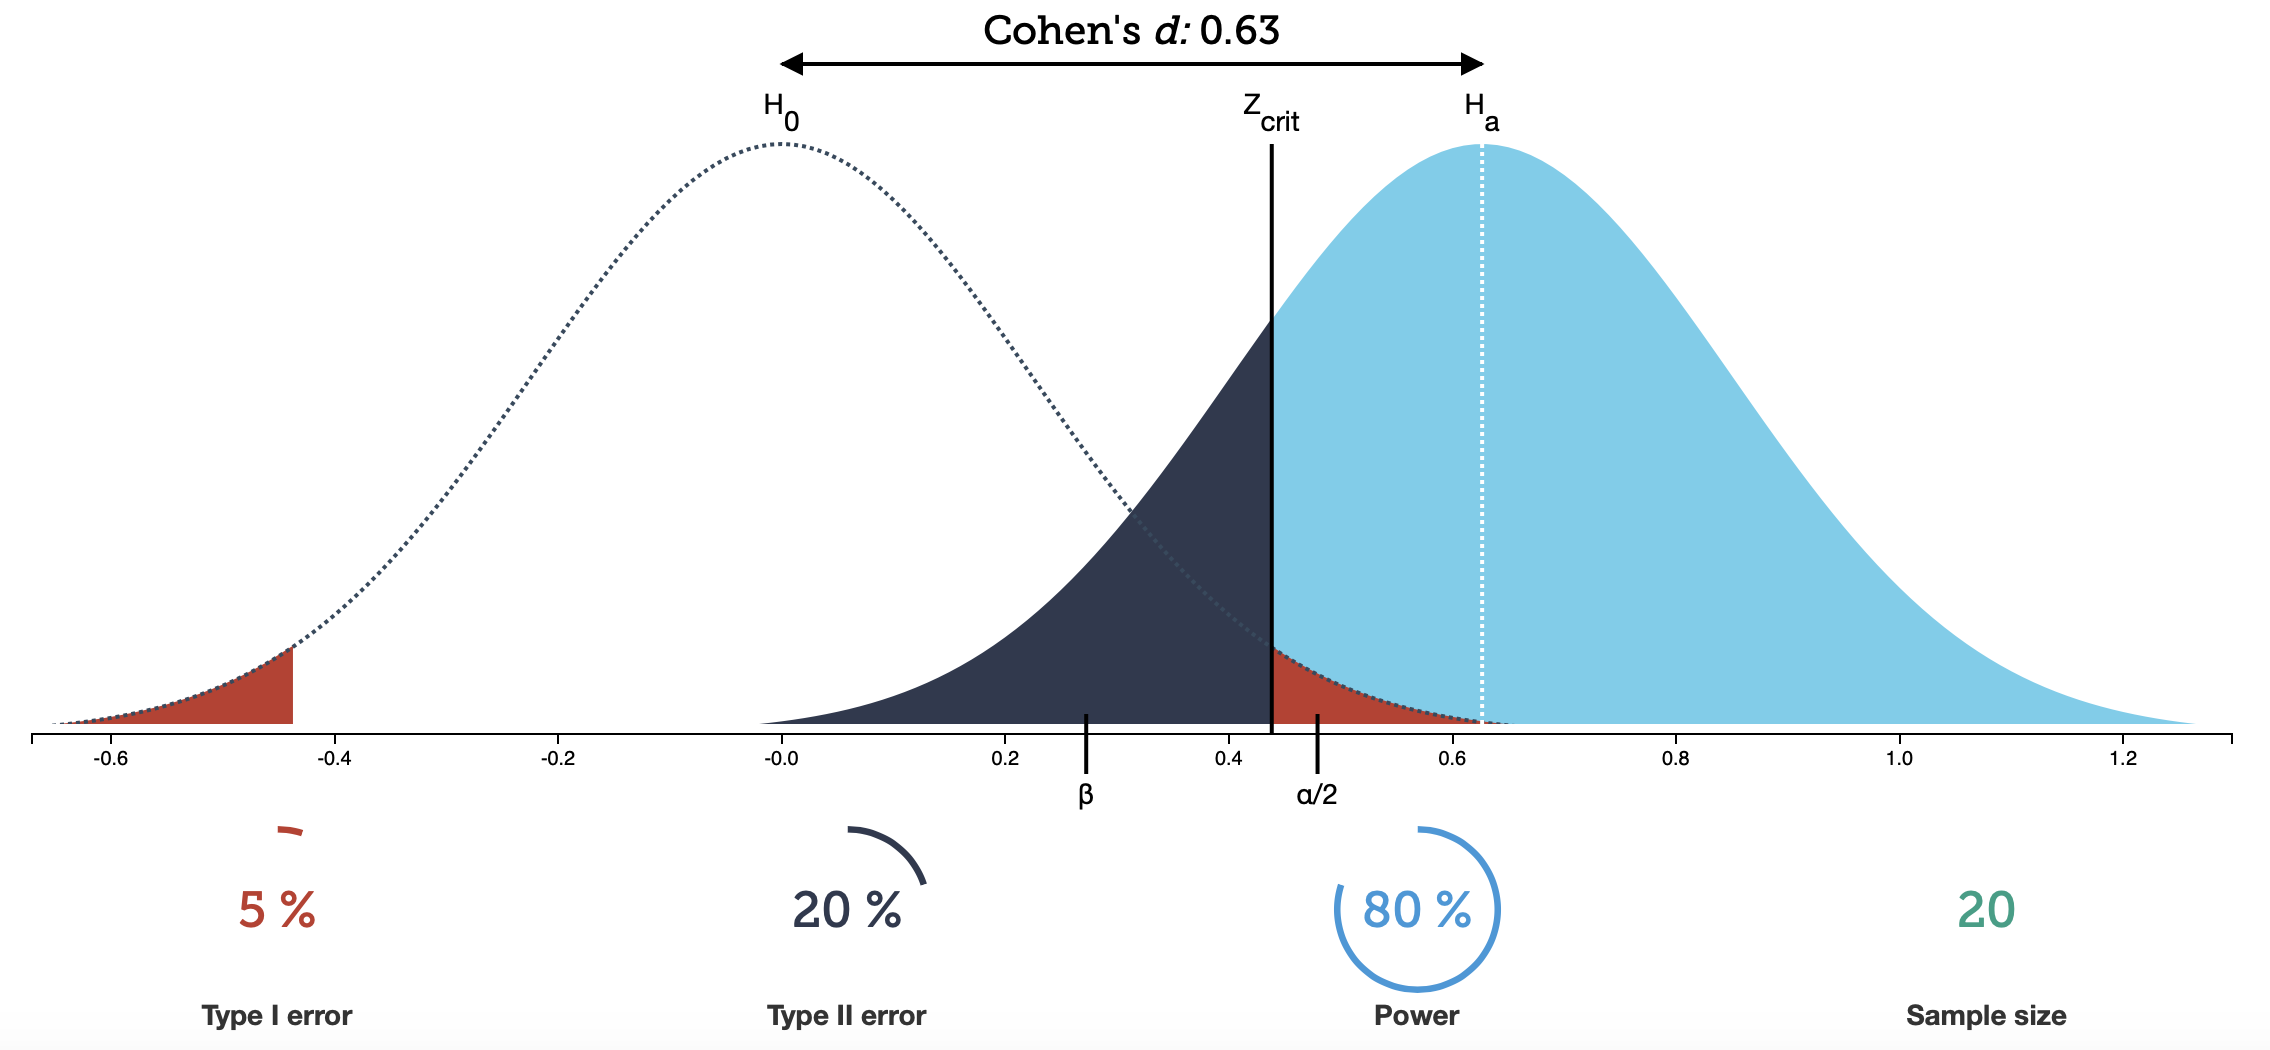 Cohen's d: 0.63
H0 Zcrit Ha
-0.6 -0.4 -0.2 -0.0 0.2 0.4 0.6 0.8 1.0 1.2
β α/2
5 % 20 % 80 % 20
Type I error Type II error Power Sample size